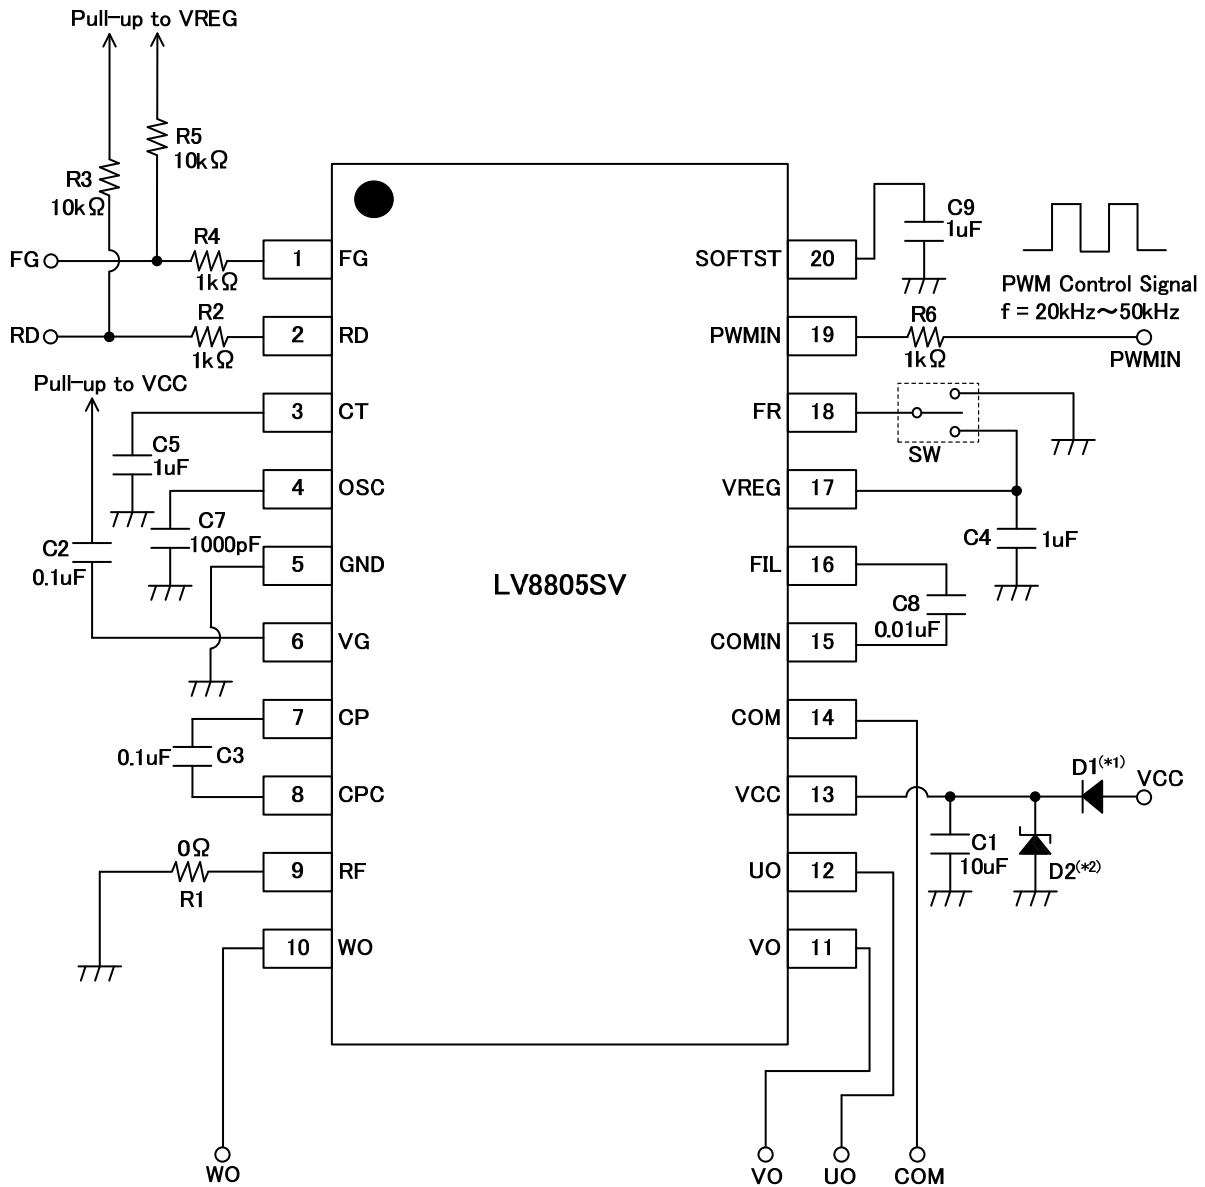 Pull-up to VREG
R5
10kΩ
R3
10kΩ
FG
R4
1kΩ
1
FG
RD
R2
1kΩ
2
RD
Pull-up to VCC
3
CT
C5
1uF
4
OSC
C7
1000pF
C2
0.1uF
5
GND
6
VG
7
CP
0.1uF
C3
8
CPC
0Ω
R1
9
RF
10
WO
WO
LV8805SV
SOFTST
20
C9
1uF
PWM Control Signal
f = 20kHz～50kHz
PWMIN
19
R6
1kΩ
PWMIN
FR
18
SW
VREG
17
C4
1uF
FIL
16
C8
0.01uF
COMIN
15
COM
14
VCC
13
D1(*1)
VCC
C1
10uF
D2(*2)
UO
12
VO
11
VO
UO
COM